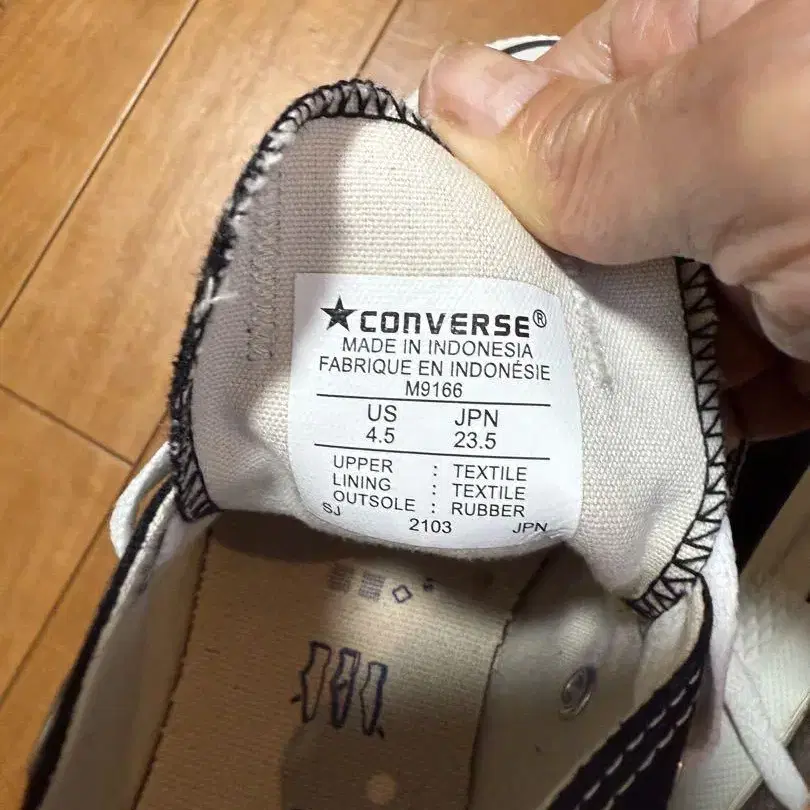 ★CONVERSE®
MADE IN INDONESIA
FABRIQUE EN INDONÉSIE
M9166
US JPN
4.5 23.5
UPPER : TEXTILE
LINING : TEXTILE
OUTSOLE : RUBBER
SJ 2103 JPN